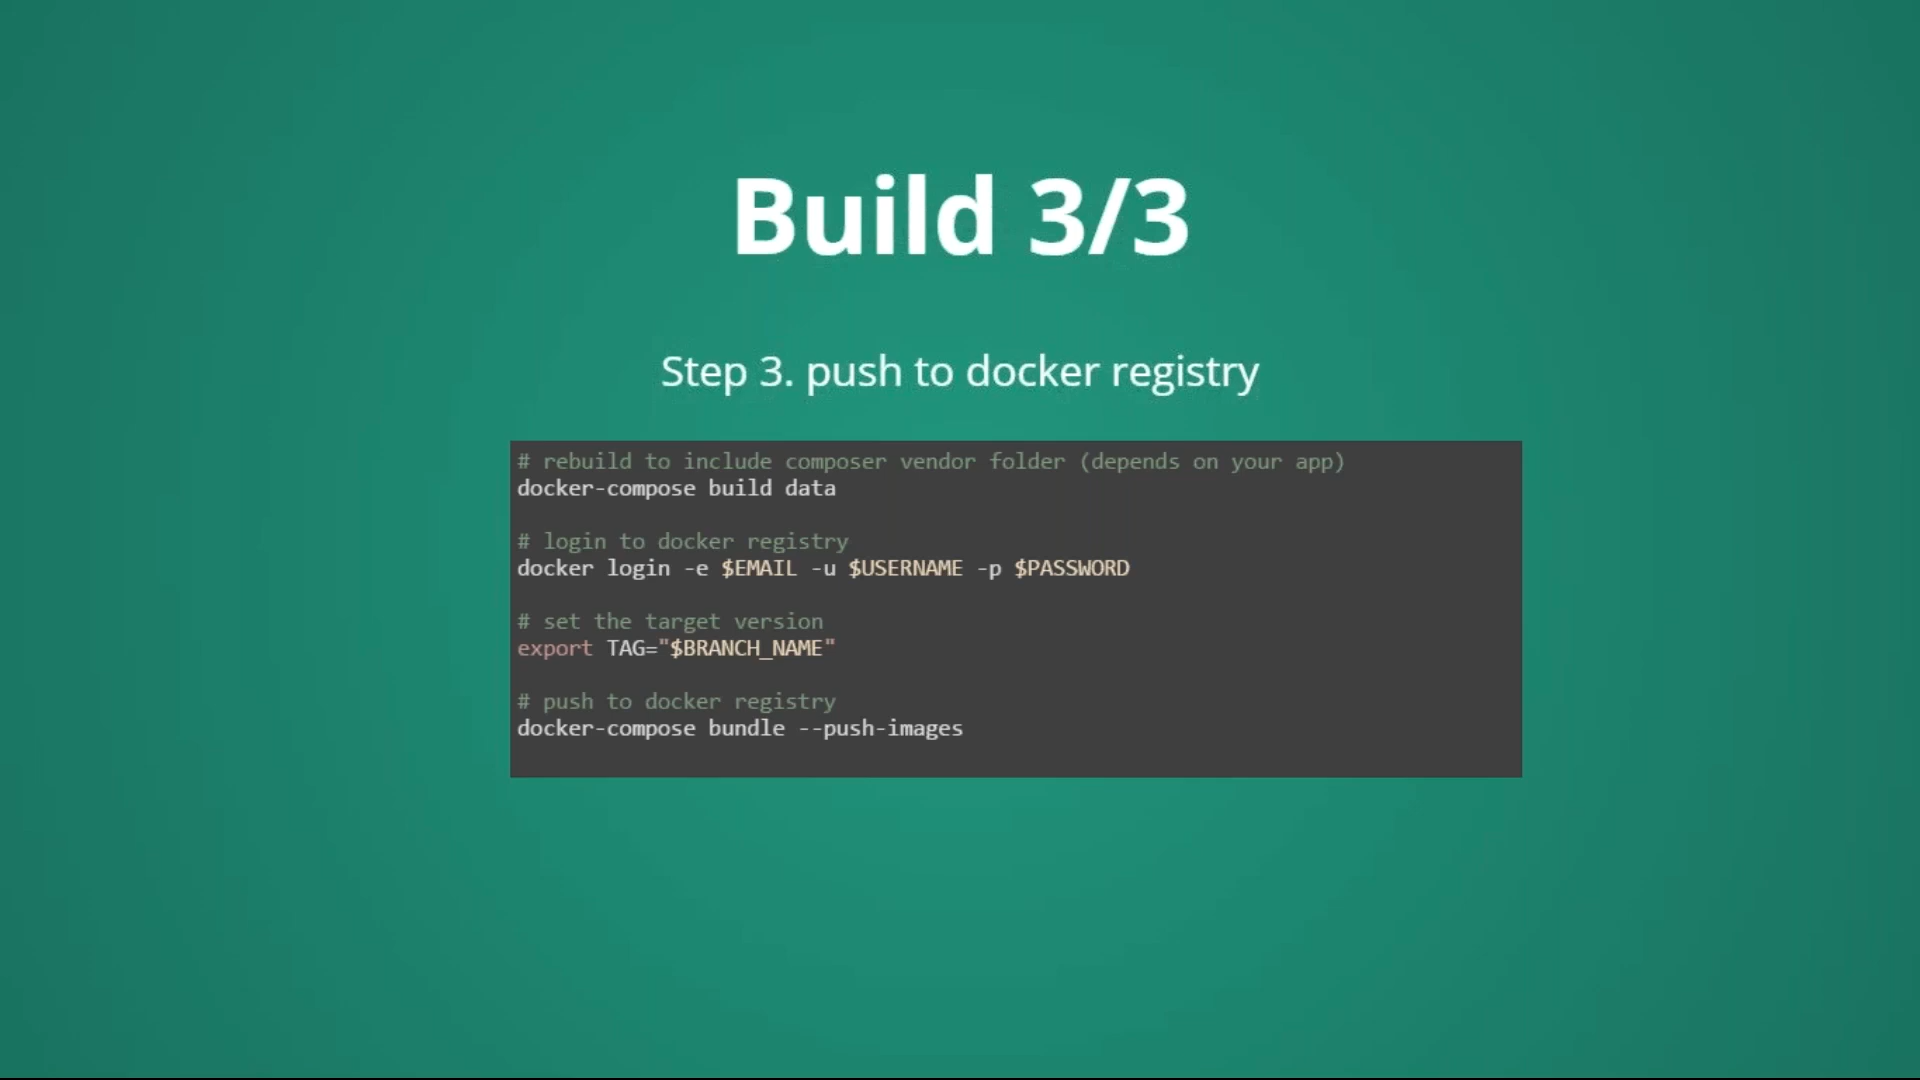 Build 3/3
Step 3. push to docker registry
# rebuild to include composer vendor folder (depends on your app)
docker-compose build data
# login to docker registry
docker login -e $EMAIL -u $USERNAME -p $PASSWORD
# set the target version
export TAG="$BRANCH_NAME"
# push to docker registry
docker-compose bundle --push-images